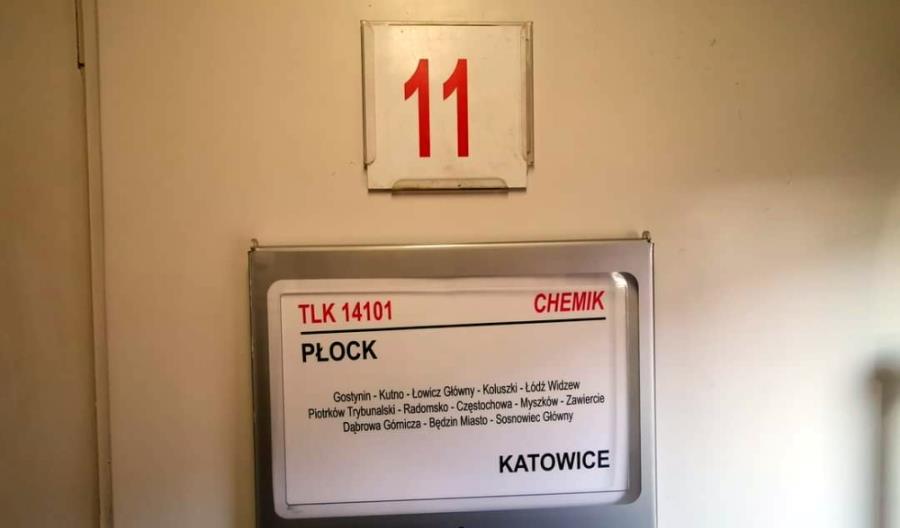 11
TLK 14101 CHEMIK
PŁOCK
Gostynin - Kutno - Łowicz Główny - Koluszki - Łódź Widzew
Piotrków Trybunalski - Radomsko - Częstochowa - Myszków - Zawiercie
Dąbrowa Górnicza - Będzin Miasto - Sosnowiec Główny
KATOWICE